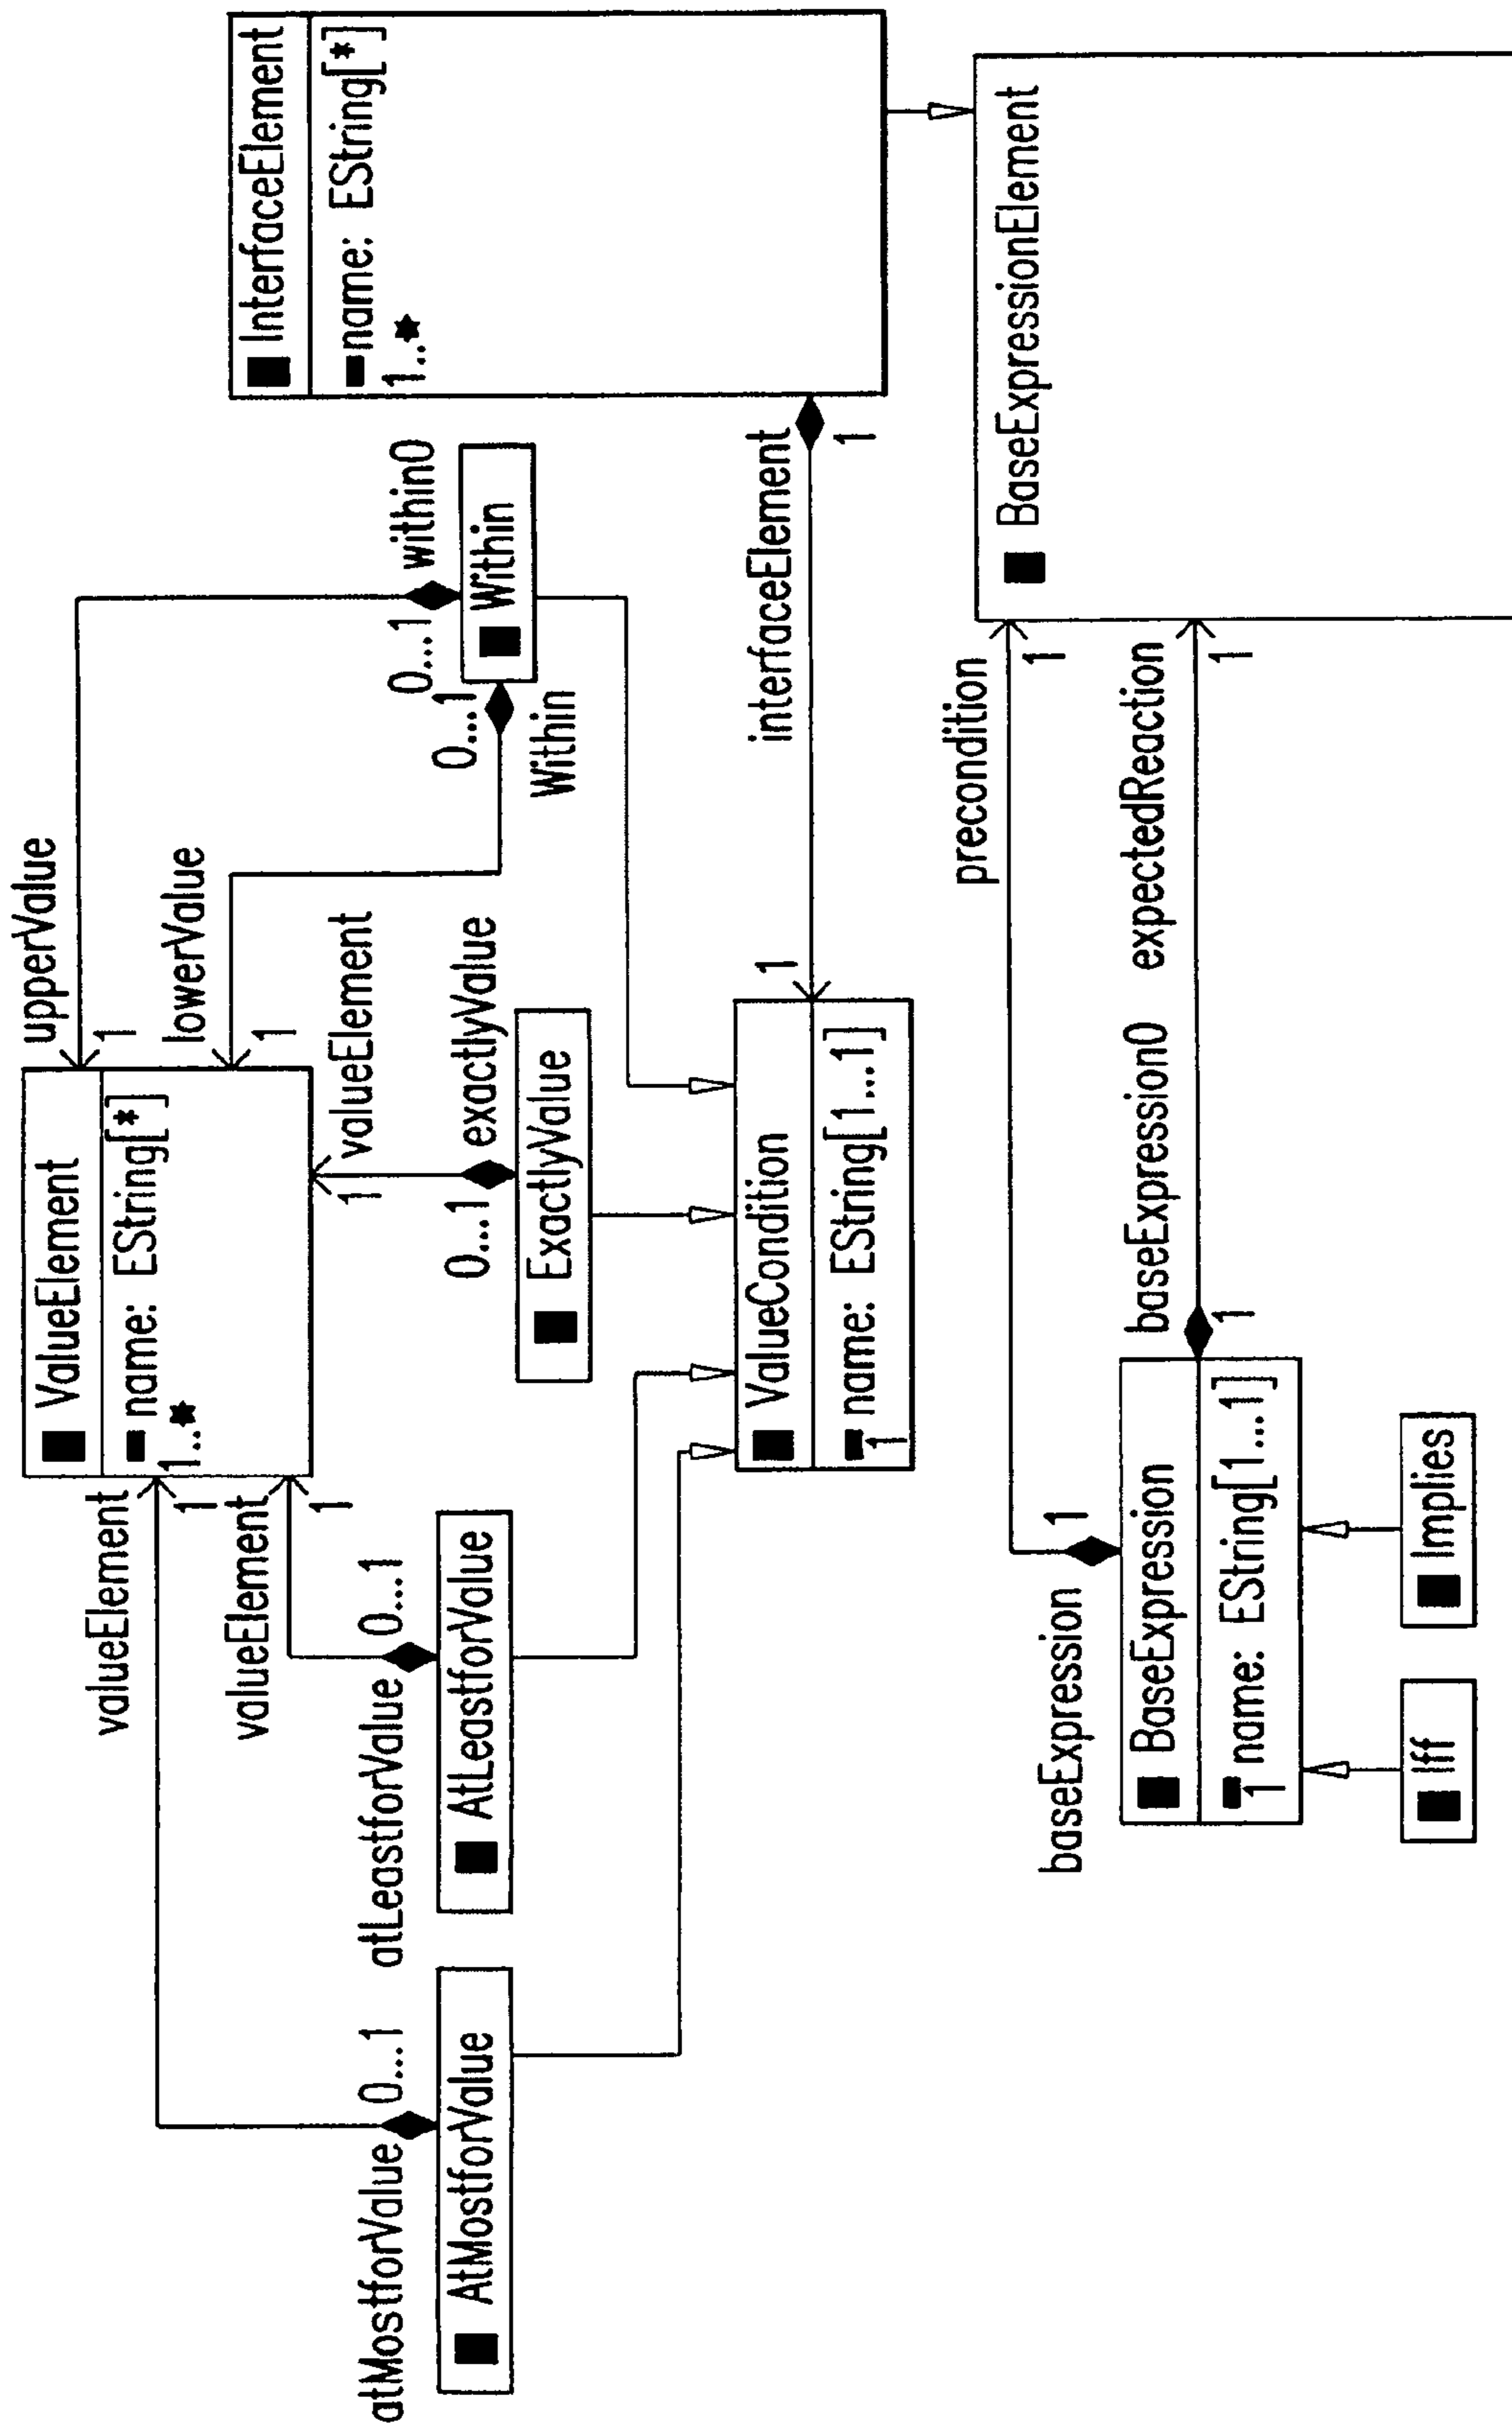 upperValue
1
ValueElement
name: EString[*]
1..*
valueElement
1
valueElement
1
lowerValue
1
valueElement
1
InterfaceElement
name: EString[*]
1..*
atMostforValue 0...1
AtMostforValue
atLeastforValue 0...1
AtLeastforValue
0...1 exactlyValue
ExactlyValue
0...1 within0
Within
0...1
Within
ValueCondition
name: EString[1...1]
1
1
interfaceElement
1
precondition
1
BaseExpressionElement
baseExpression 1
BaseExpression
name: EString[1...1]
1
baseExpression0
1
expectedReaction
1
Iff
Implies